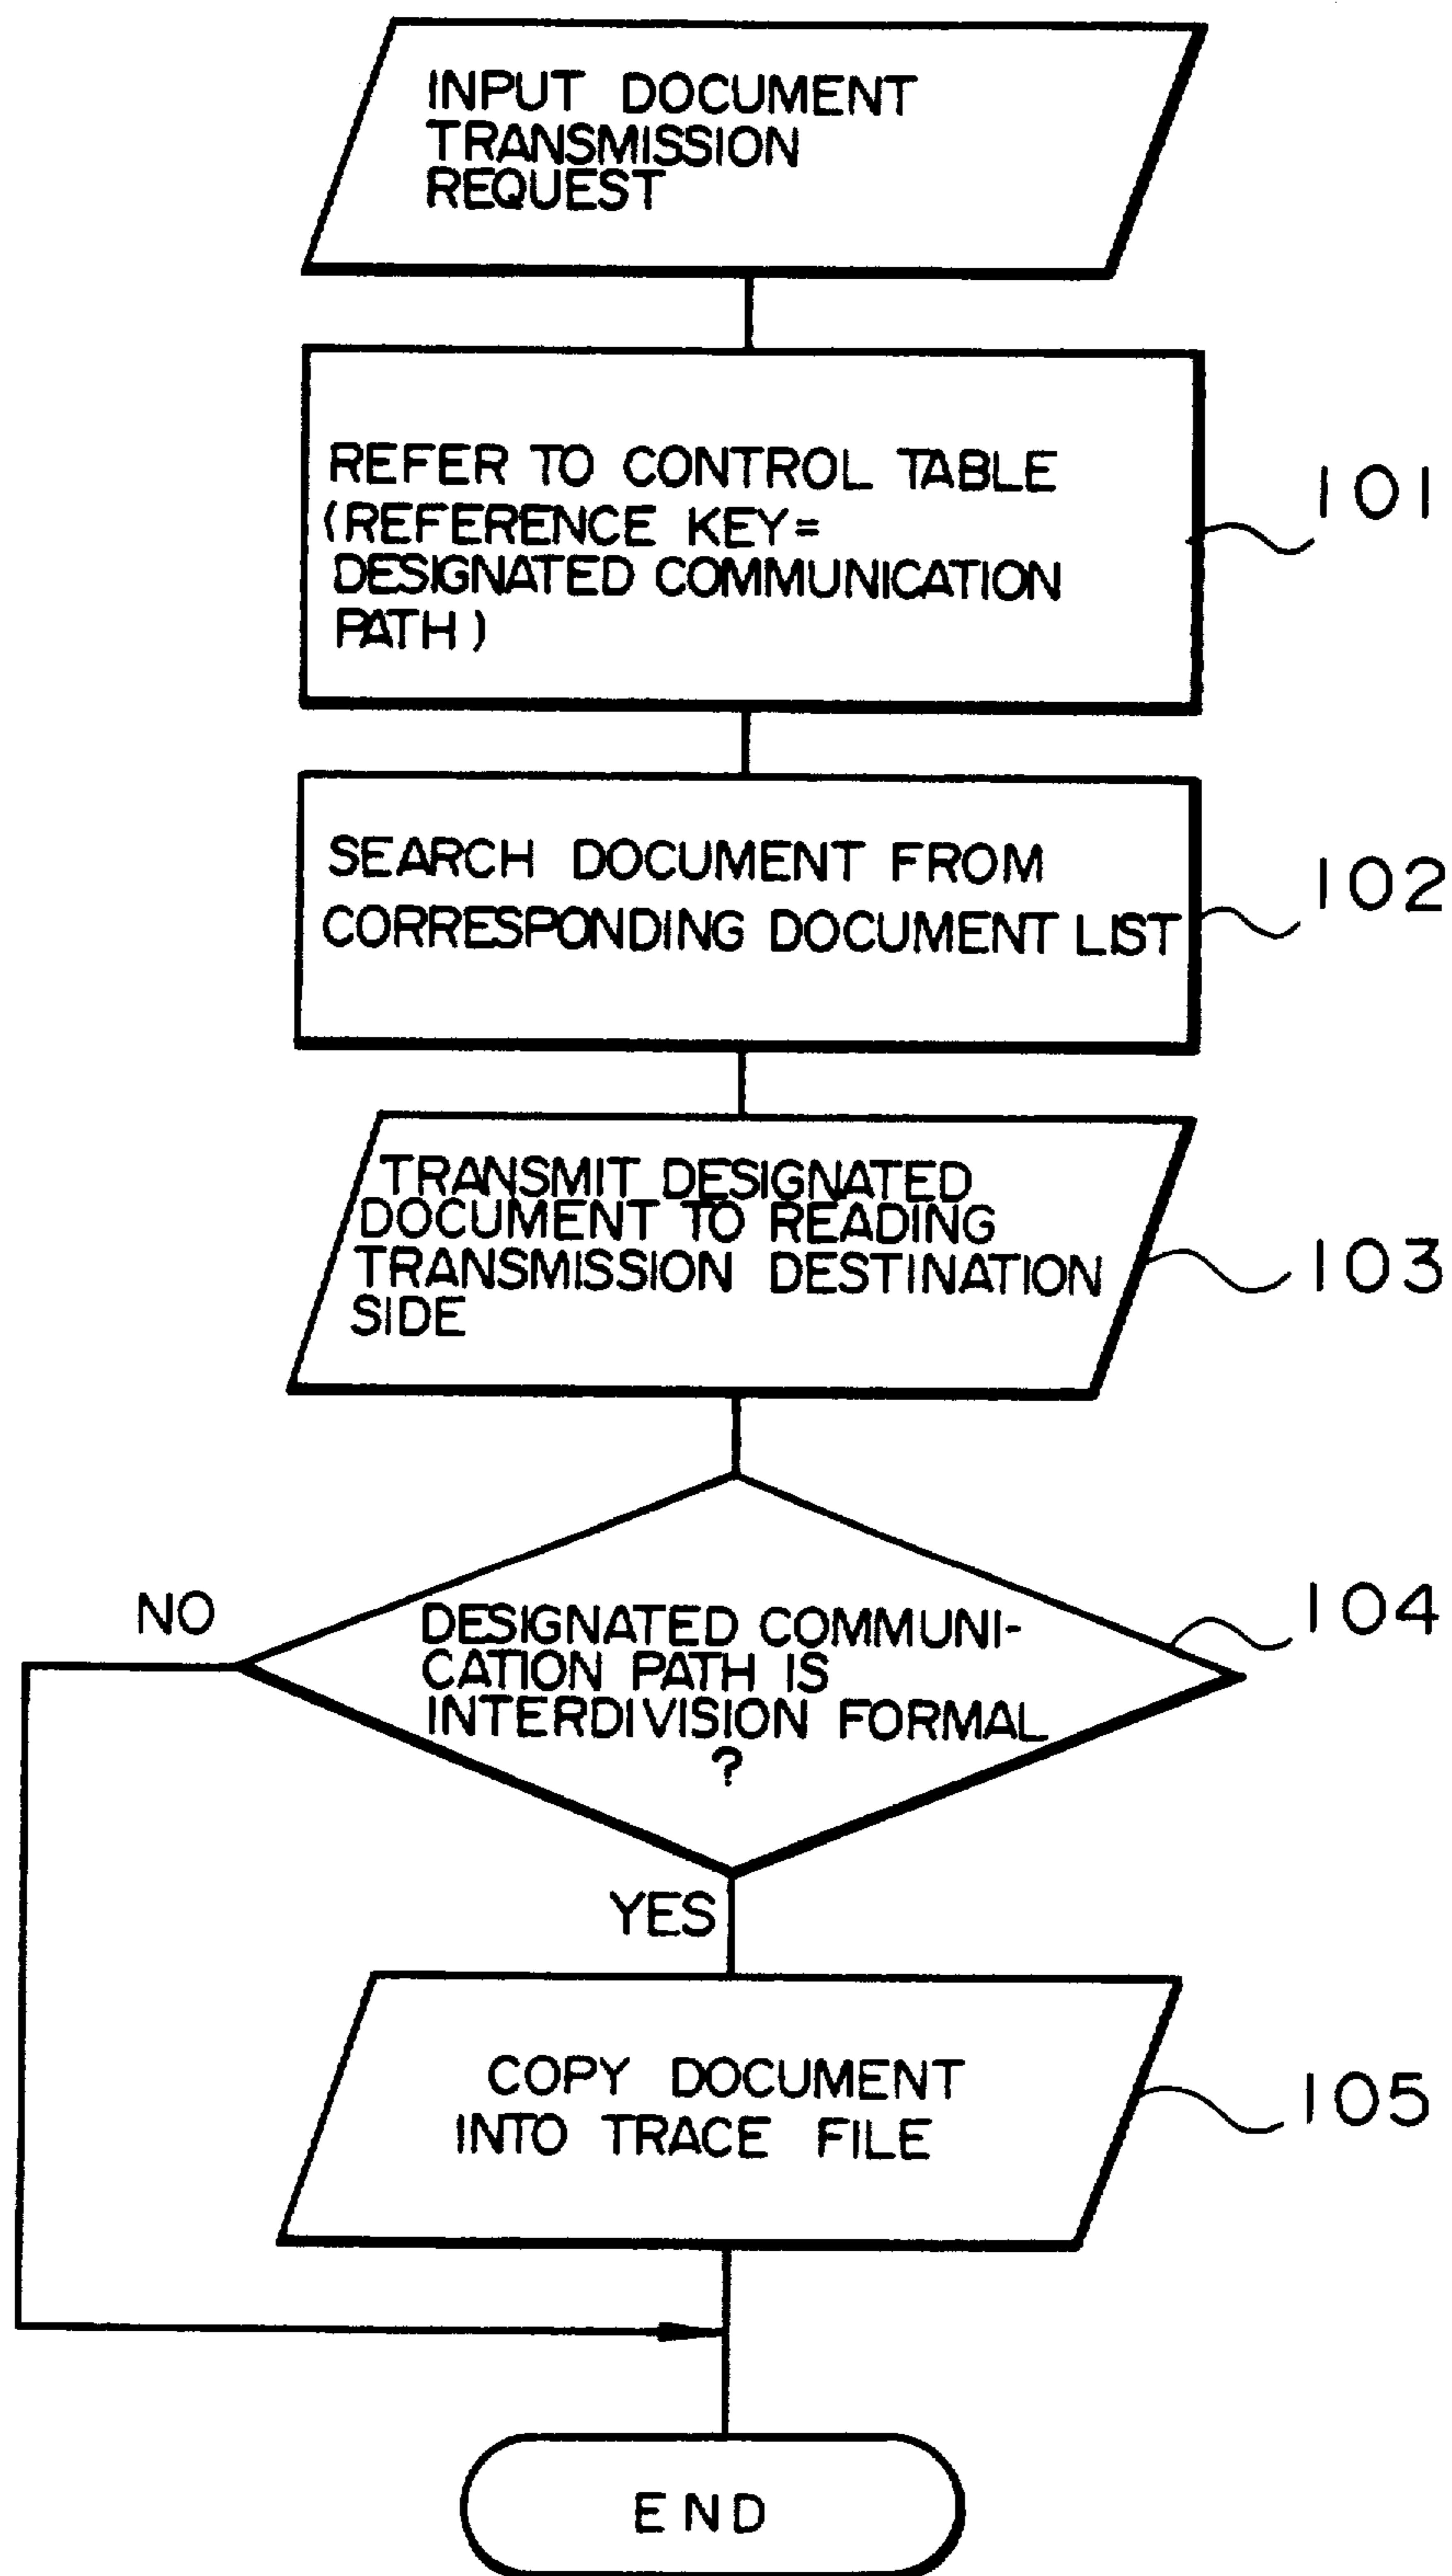 INPUT DOCUMENT
TRANSMISSION
REQUEST
REFER TO CONTROL TABLE
(REFERENCE KEY=
DESIGNATED COMMUNICATION
PATH)
101
SEARCH DOCUMENT FROM
CORRESPONDING DOCUMENT LIST
102
TRANSMIT DESIGNATED
DOCUMENT TO READING
TRANSMISSION DESTINATION
SIDE
103
NO
DESIGNATED COMMUNI-
CATION PATH IS
INTERDIVISION FORMAL
?
104
YES
COPY DOCUMENT
INTO TRACE FILE
105
END